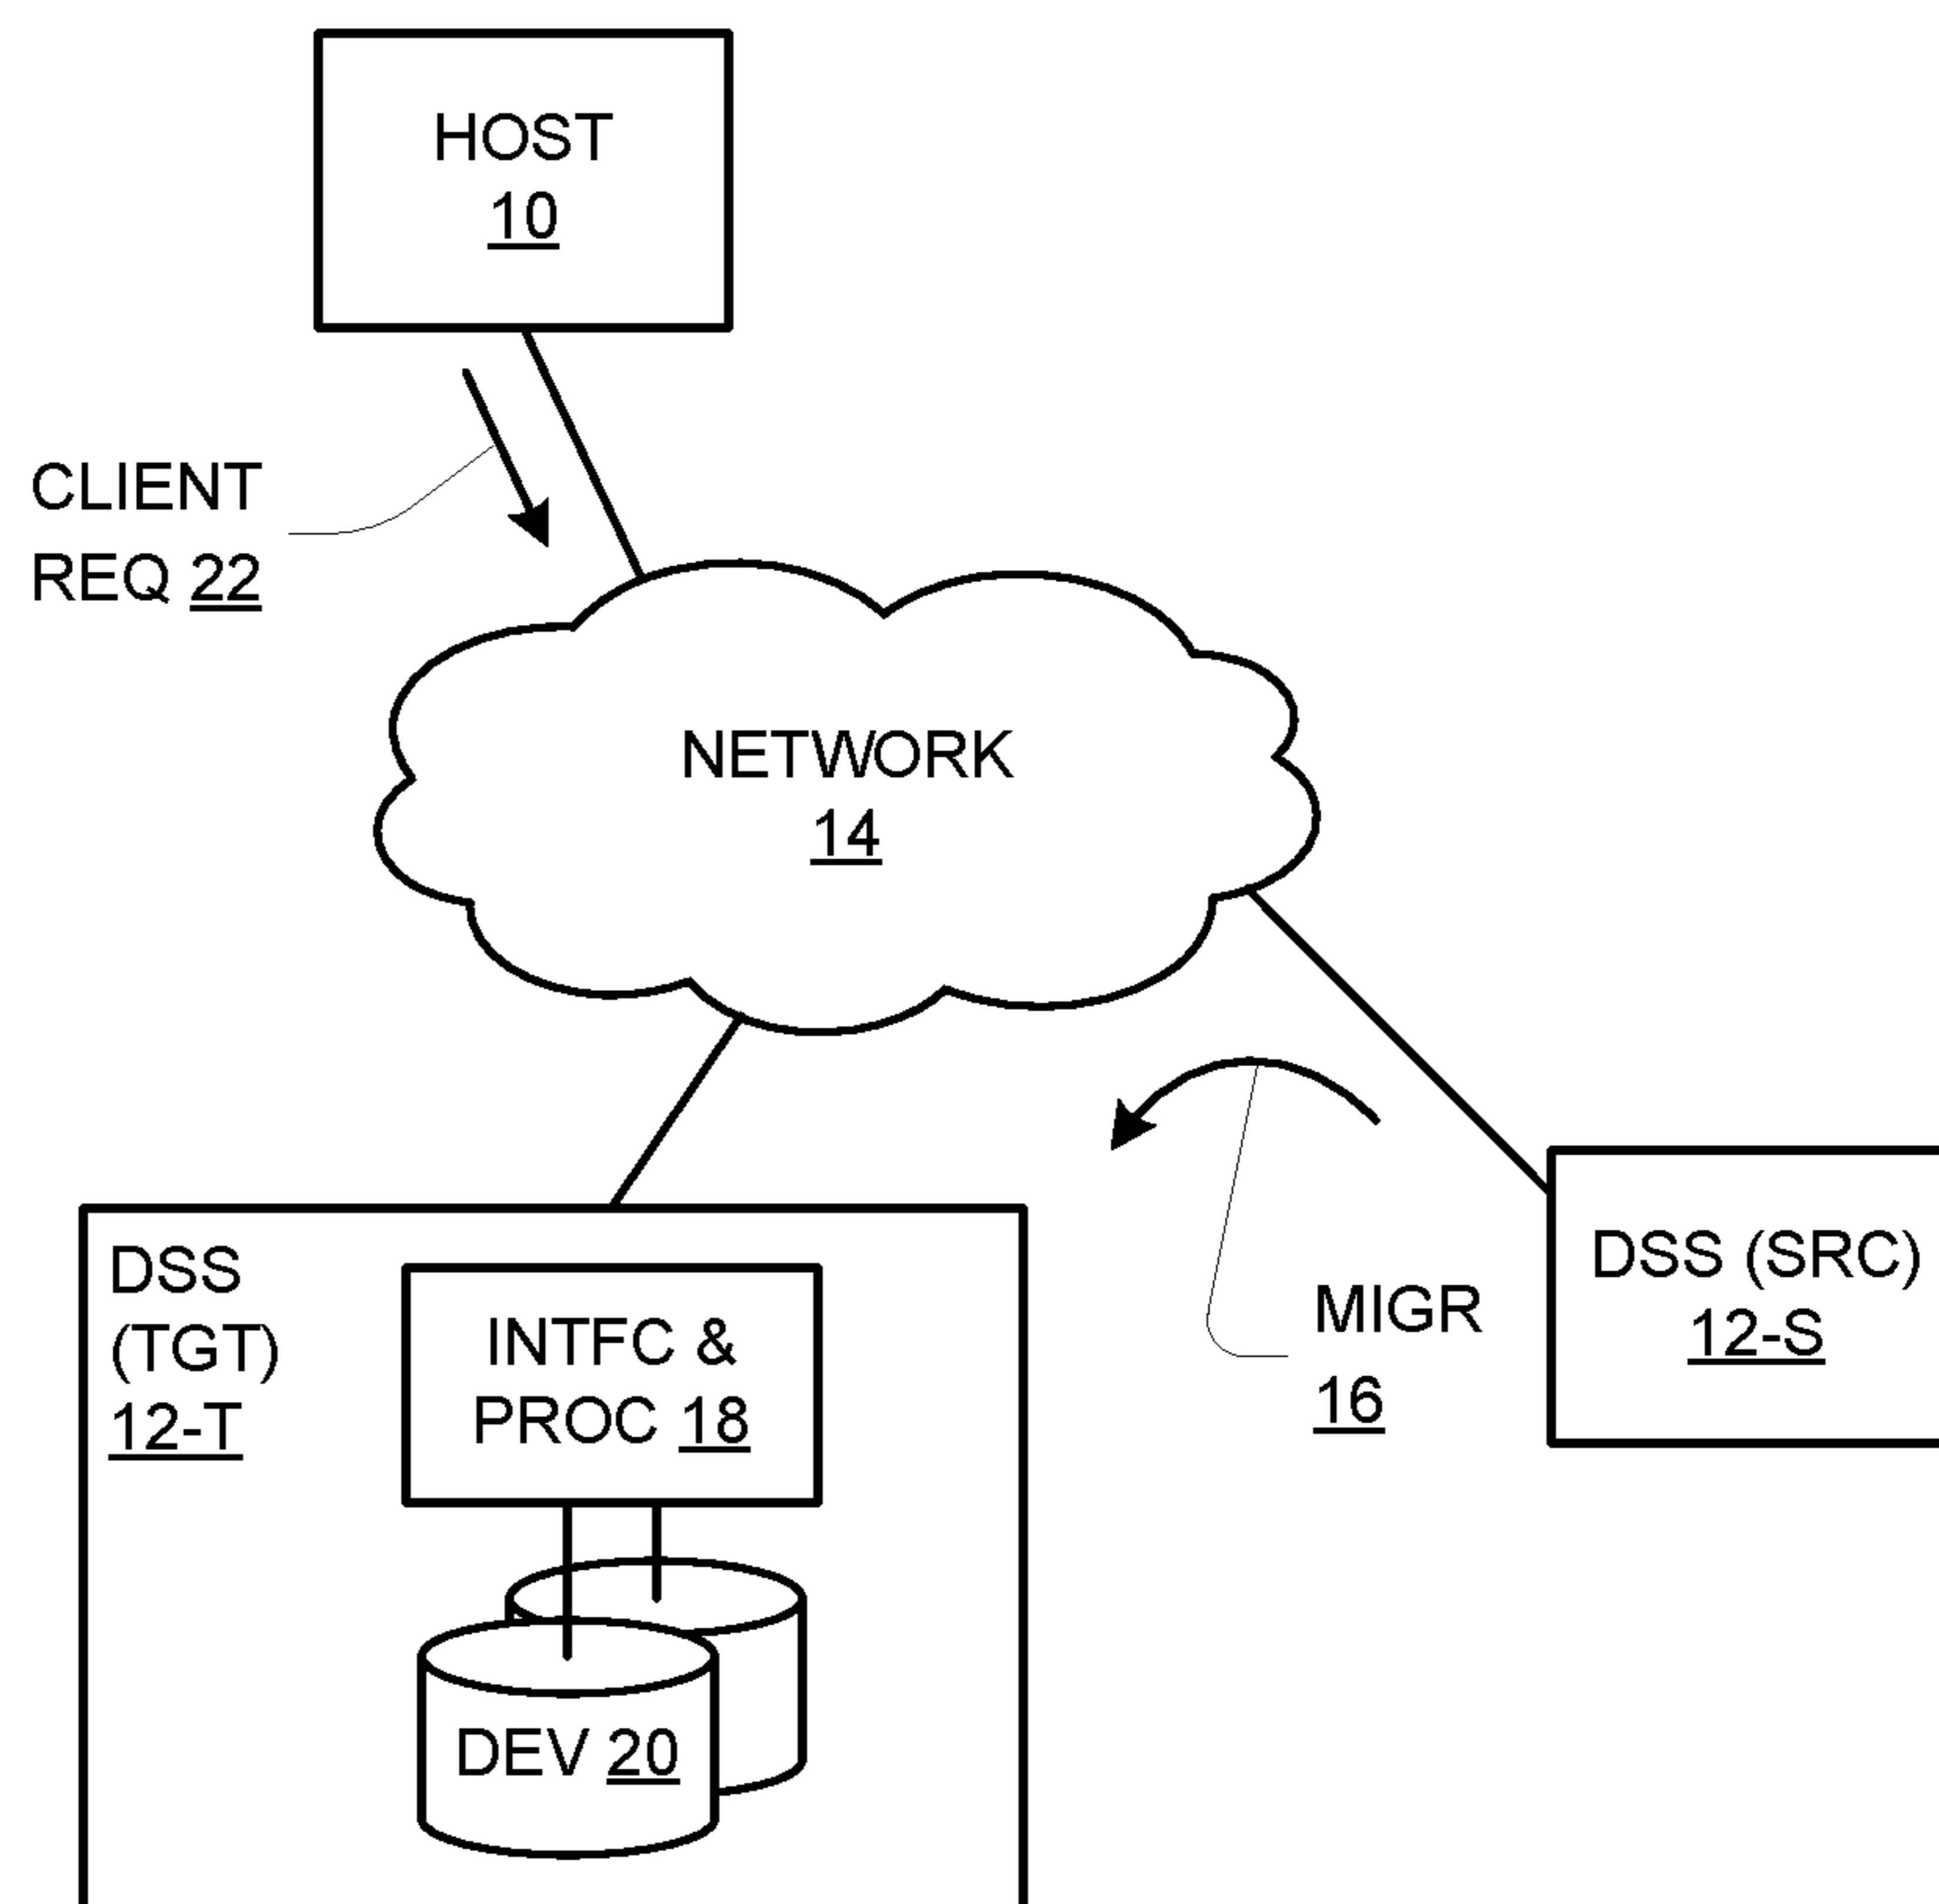 HOST
10
CLIENT
REQ 22
NETWORK
14
DSS
(TGT)
12-T
INTFC &
PROC 18
DEV 20
MIGR
16
DSS (SRC)
12-S